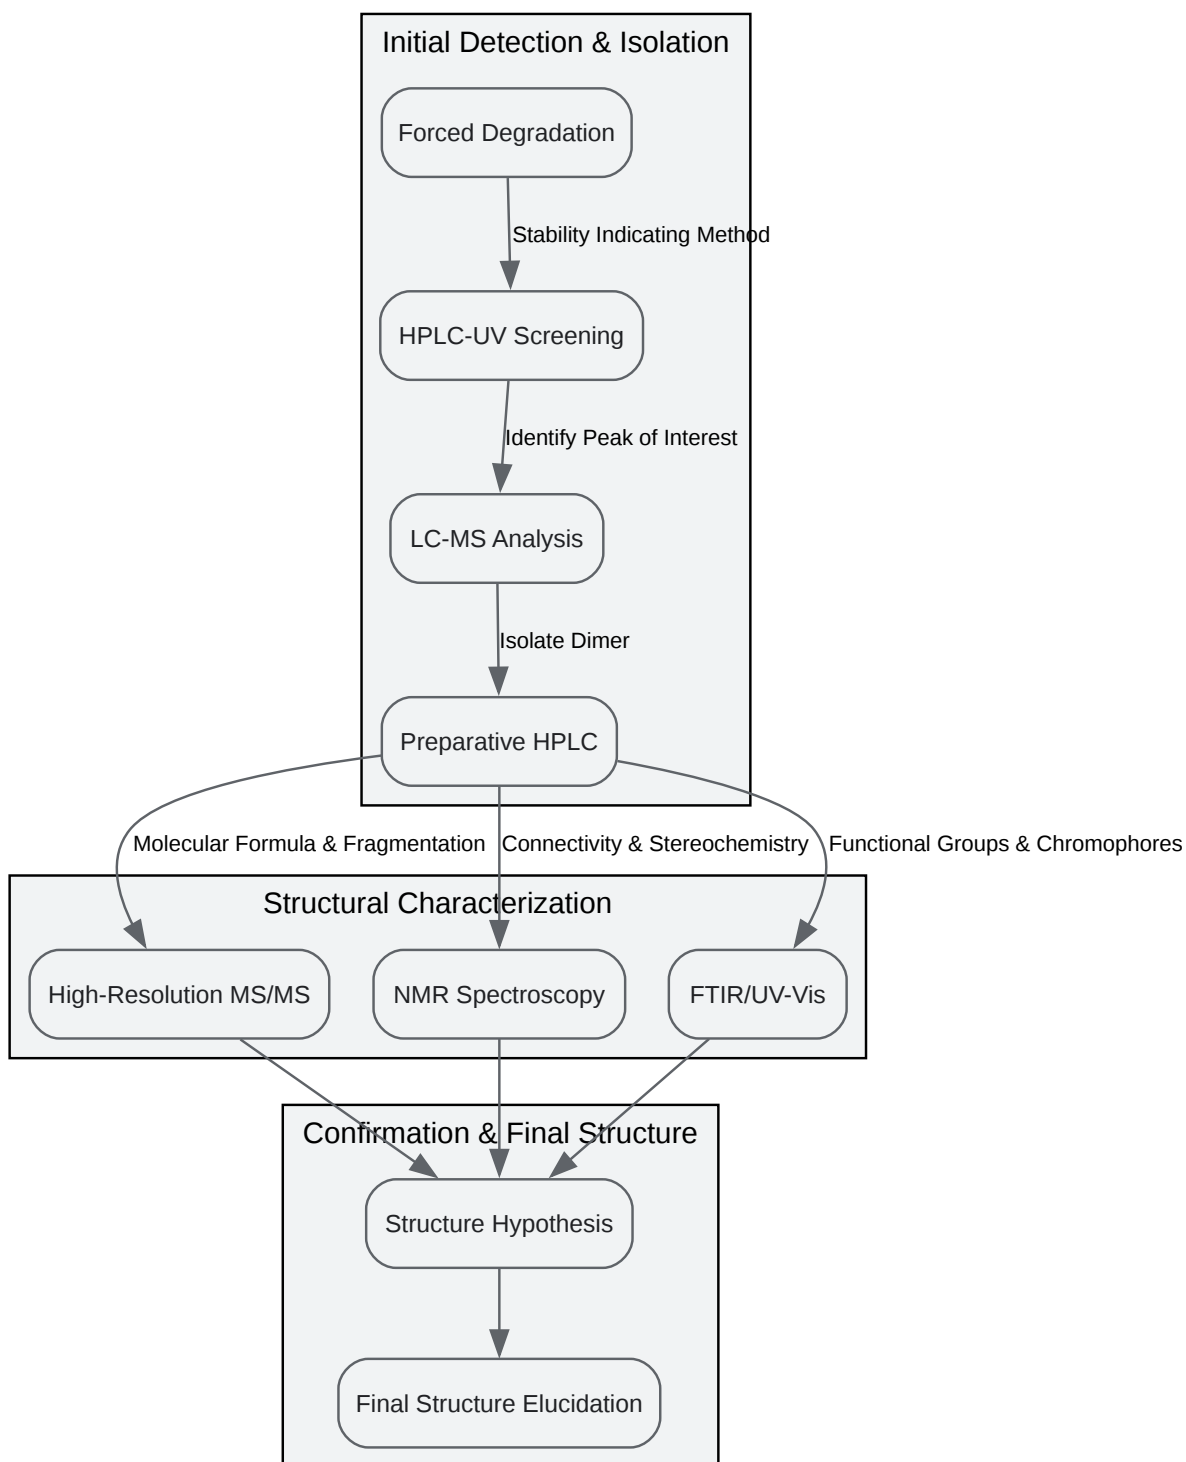 Initial Detection & Isolation
Forced Degradation
Stability Indicating Method
HPLC-UV Screening
Identify Peak of Interest
LC-MS Analysis
Isolate Dimer
Preparative HPLC
Molecular Formula & Fragmentation
Connectivity & Stereochemistry
Functional Groups & Chromophores
Structural Characterization
High-Resolution MS/MS
NMR Spectroscopy
FTIR/UV-Vis
Confirmation & Final Structure
Structure Hypothesis
Final Structure Elucidation